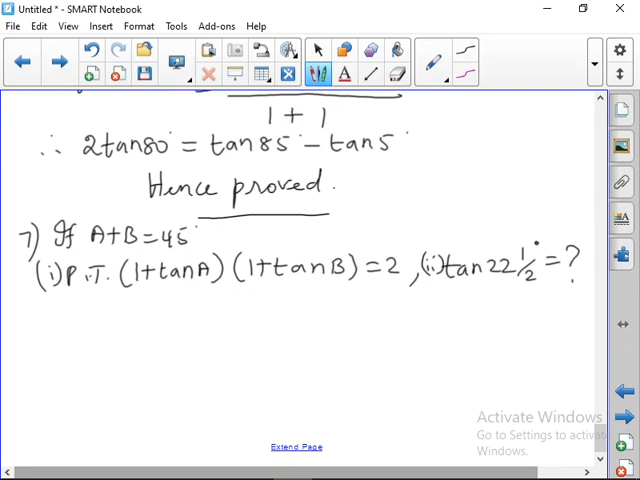 Untitled * - SMART Notebook
File Edit View Insert Format Tools Add-ons Help
1 + 1
∴ 2tan80° = tan85° - tan5°
Hence proved.
7) If A+B=45°
(i) P.T. (1+tanA) (1+tanB) = 2, (ii) tan22 1/2° = ?
Activate Windows
Go to Settings to activate
Windows.
Extend Page